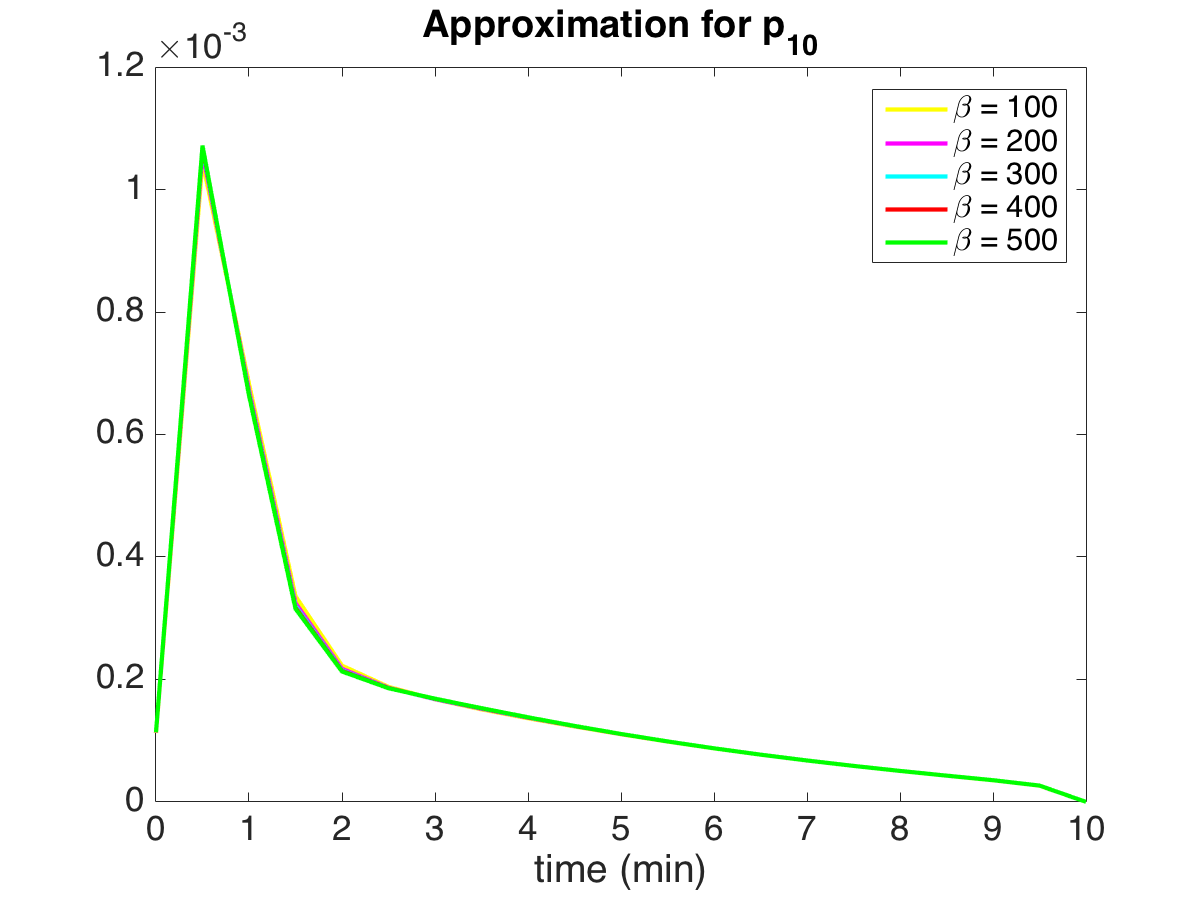 Approximation for p₁₀
×10⁻³
1.2
1
0.8
0.6
0.4
0.2
0
0 1 2 3 4 5 6 7 8 9 10
time (min)
β = 100
β = 200
β = 300
β = 400
β = 500